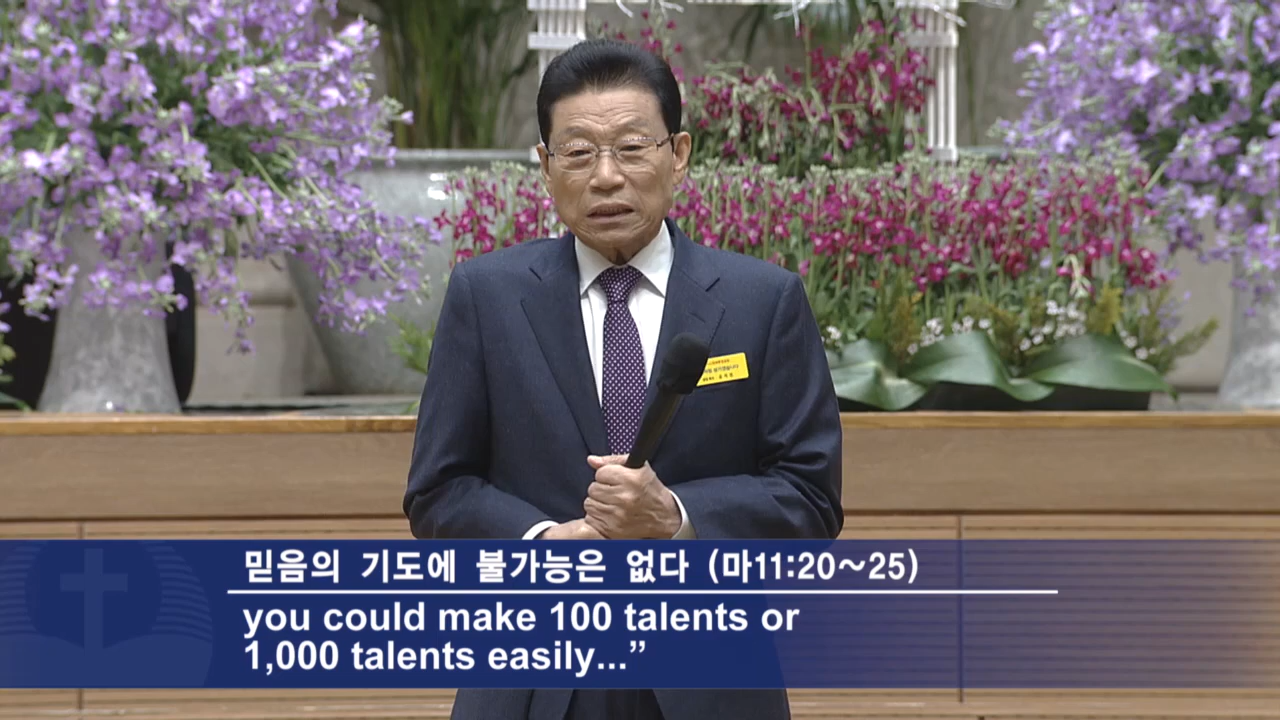 믿음의 기도에 불가능은 없다 (마11:20~25)
you could make 100 talents or
1,000 talents easily..."